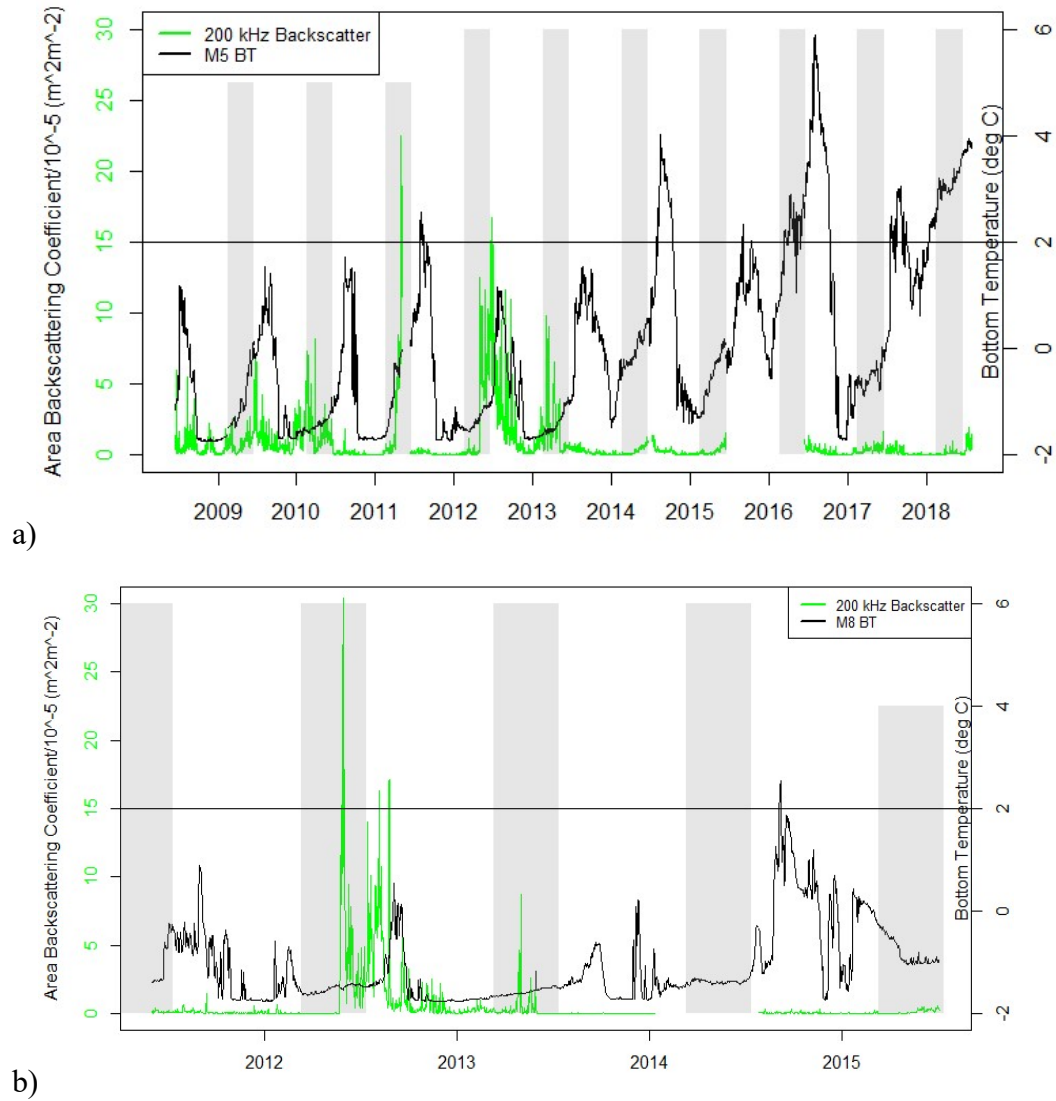 200 kHz Backscatter
M5 BT
Area Backscattering Coefficient/10^-5 (m^2m^-2)
0 5 10 15 20 25 30
Bottom Temperature (deg C)
-2 0 2 4 6
2009 2010 2011 2012 2013 2014 2015 2016 2017 2018
a)
200 kHz Backscatter
M8 BT
Area Backscattering Coefficient/10^-5 (m^2m^-2)
0 5 10 15 20 25 30
Bottom Temperature (deg C)
-2 0 2 4 6
2012 2013 2014 2015
b)